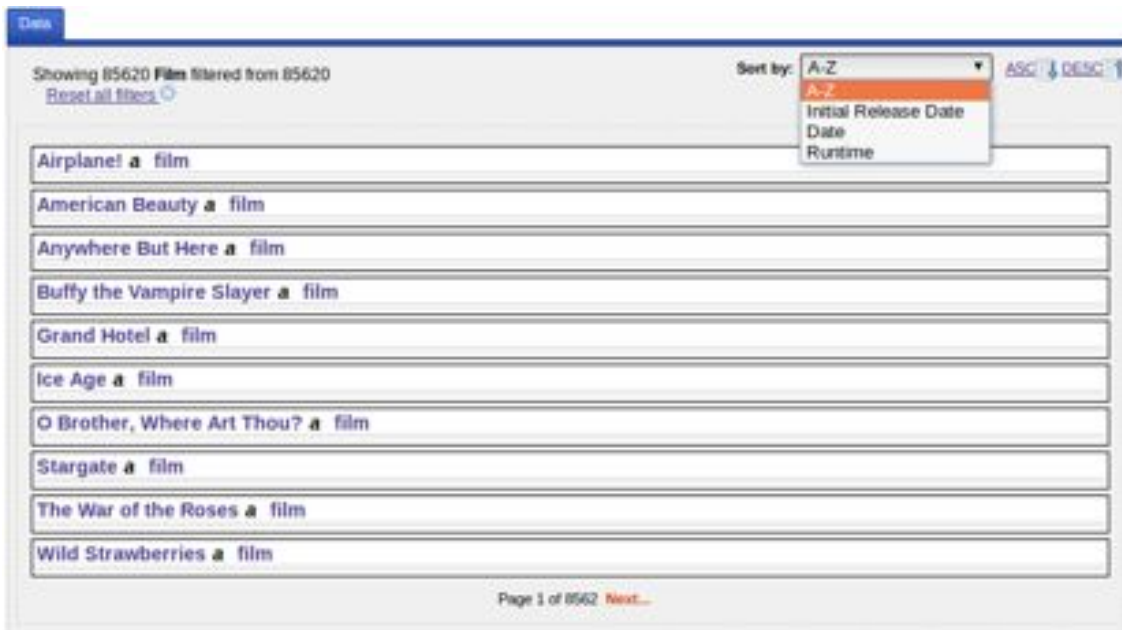 Data
Showing 85620 Film filtered from 85620
Reset all filters
Sort by: A-Z ASC DESC
A-Z
Initial Release Date
Date
Runtime
Airplane! a film
American Beauty a film
Anywhere But Here a film
Buffy the Vampire Slayer a film
Grand Hotel a film
Ice Age a film
O Brother, Where Art Thou? a film
Stargate a film
The War of the Roses a film
Wild Strawberries a film
Page 1 of 8562 Next...